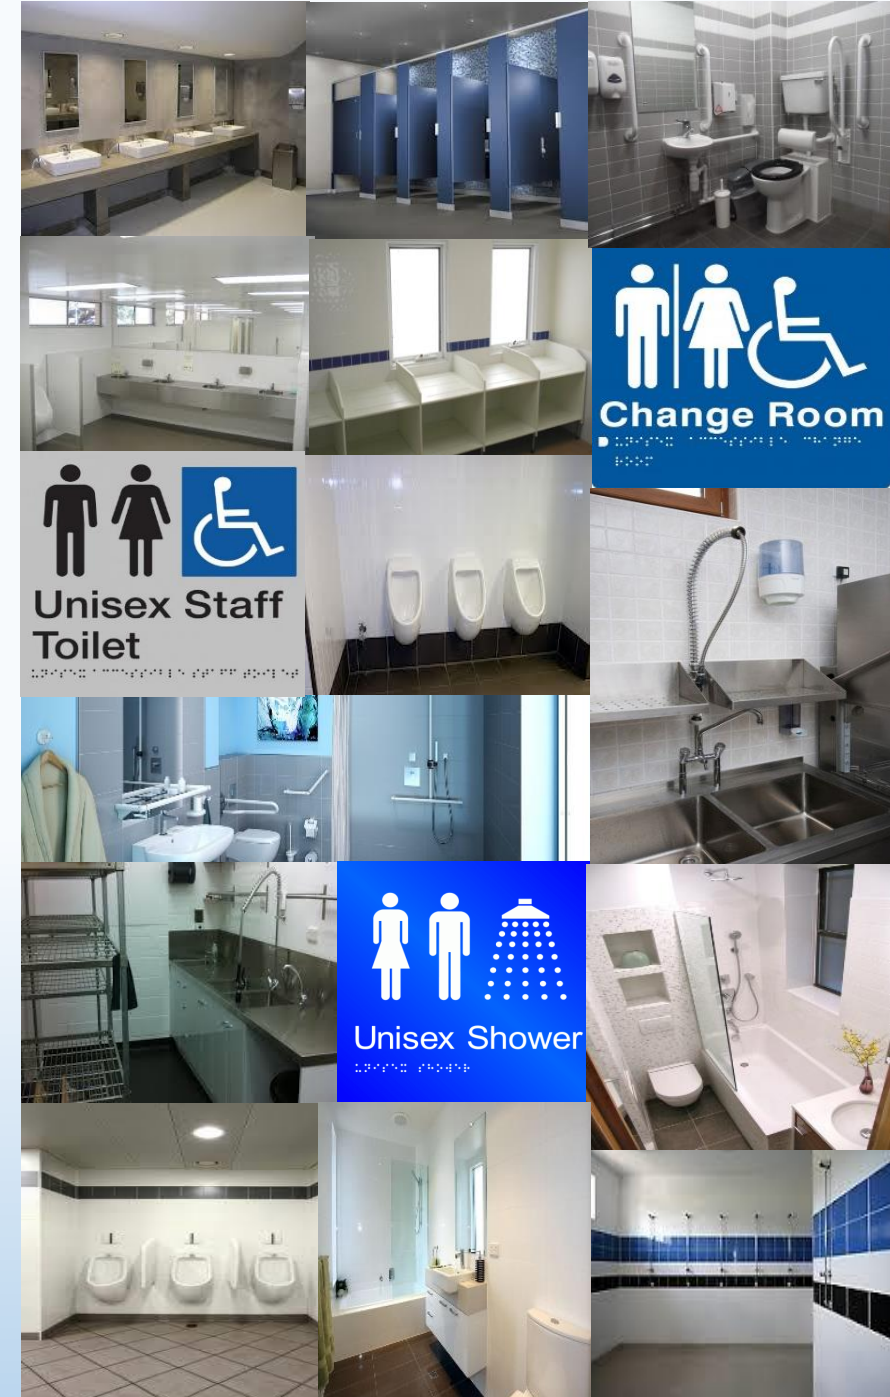 Change Room
⠥⠝⠊⠎⠑⠭ ⠁⠉⠉⠑⠎⠎⠊⠃⠇⠑ ⠉⠓⠁⠝⠛⠑
⠗⠕⠕⠍
Unisex Staff
Toilet
⠥⠝⠊⠎⠑⠭ ⠁⠉⠉⠑⠎⠎⠊⠃⠇⠑ ⠎⠞⠁⠋⠋ ⠞⠕⠊⠇⠑⠞
Unisex Shower
⠥⠝⠊⠎⠑⠭ ⠎⠓⠕⠺⠑⠗